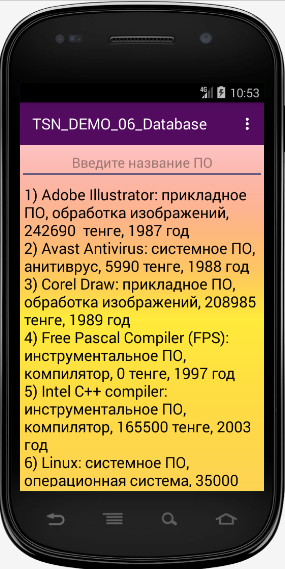 4G 10:53
TSN_DEMO_06_Database
Введите название ПО
1) Adobe Illustrator: прикладное
ПО, обработка изображений,
242690 тенге, 1987 год
2) Avast Antivirus: системное ПО,
анитивруc, 5990 тенге, 1988 год
3) Corel Draw: прикладное ПО,
обработка изображений, 208985
тенге, 1989 год
4) Free Pascal Compiler (FPS):
инструментальное ПО,
компилятор, 0 тенге, 1997 год
5) Intel C++ compiler:
инструментальное ПО,
компилятор, 165500 тенге, 2003
год
6) Linux: системное ПО,
операционная система, 35000